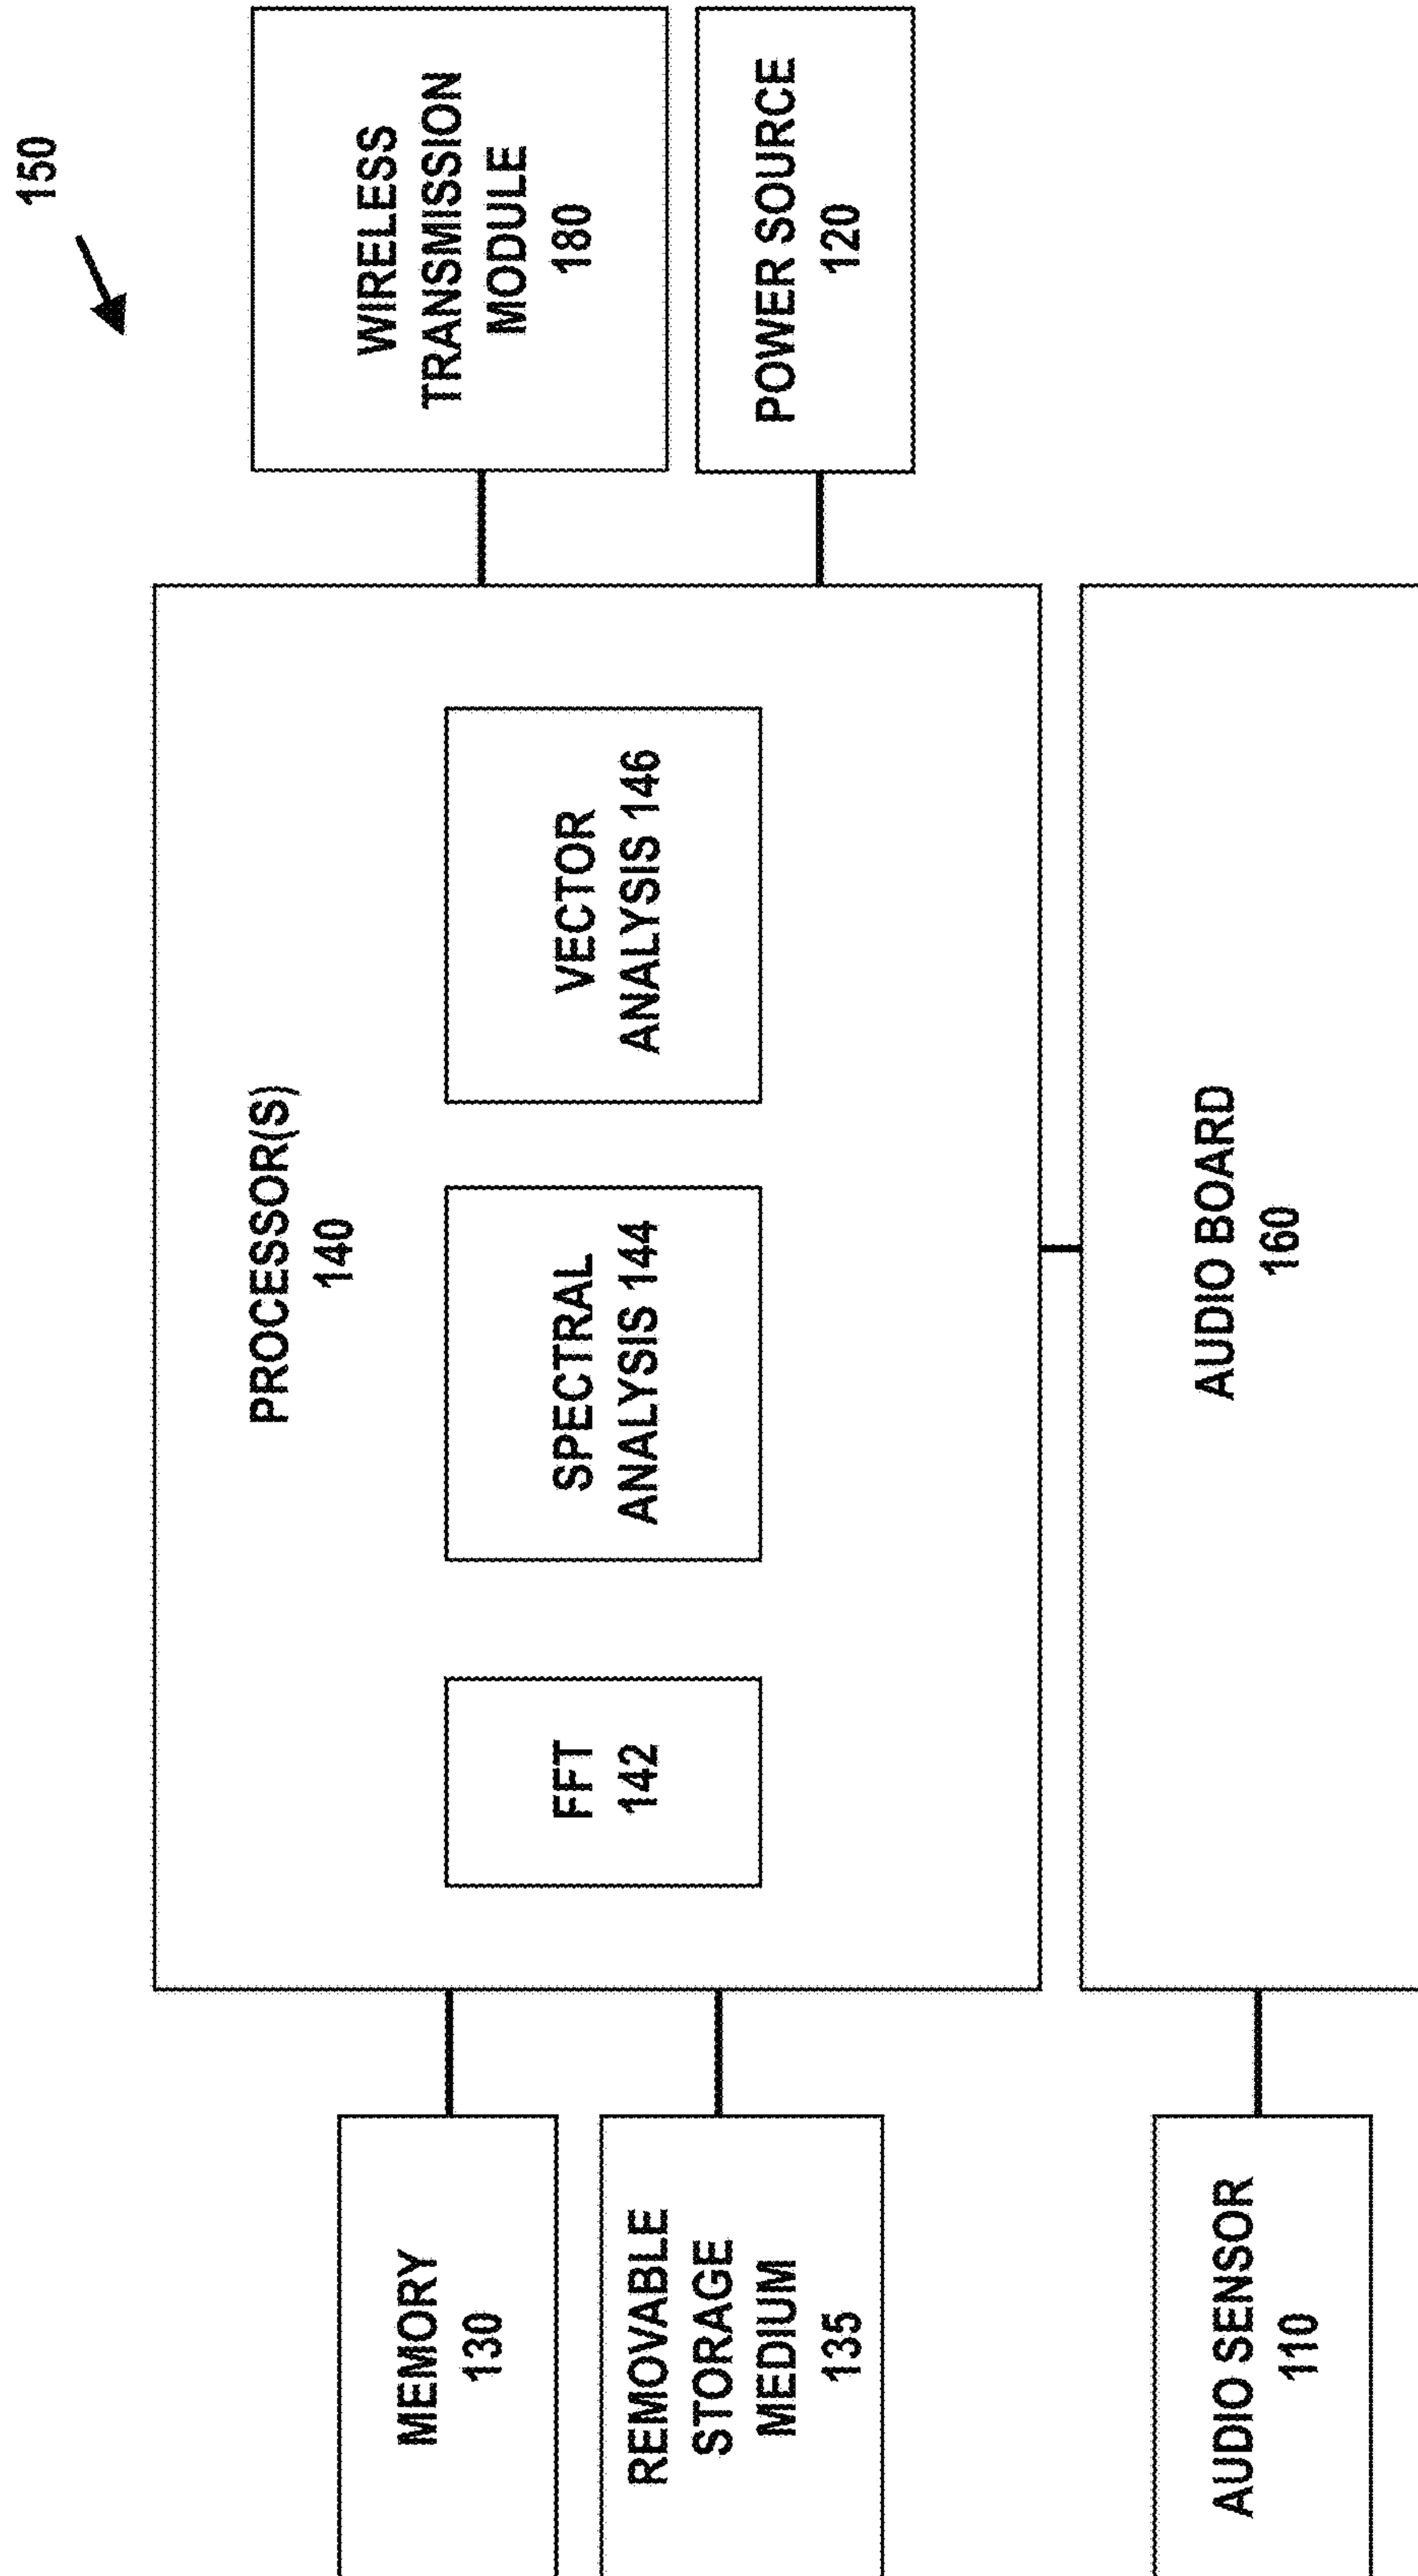 150
PROCESSOR(S)
140
MEMORY
130
REMOVABLE
STORAGE
MEDIUM
135
FFT
142
SPECTRAL
ANALYSIS 144
VECTOR
ANALYSIS 146
WIRELESS
TRANSMISSION
MODULE
180
POWER SOURCE
120
AUDIO SENSOR
110
AUDIO BOARD
160